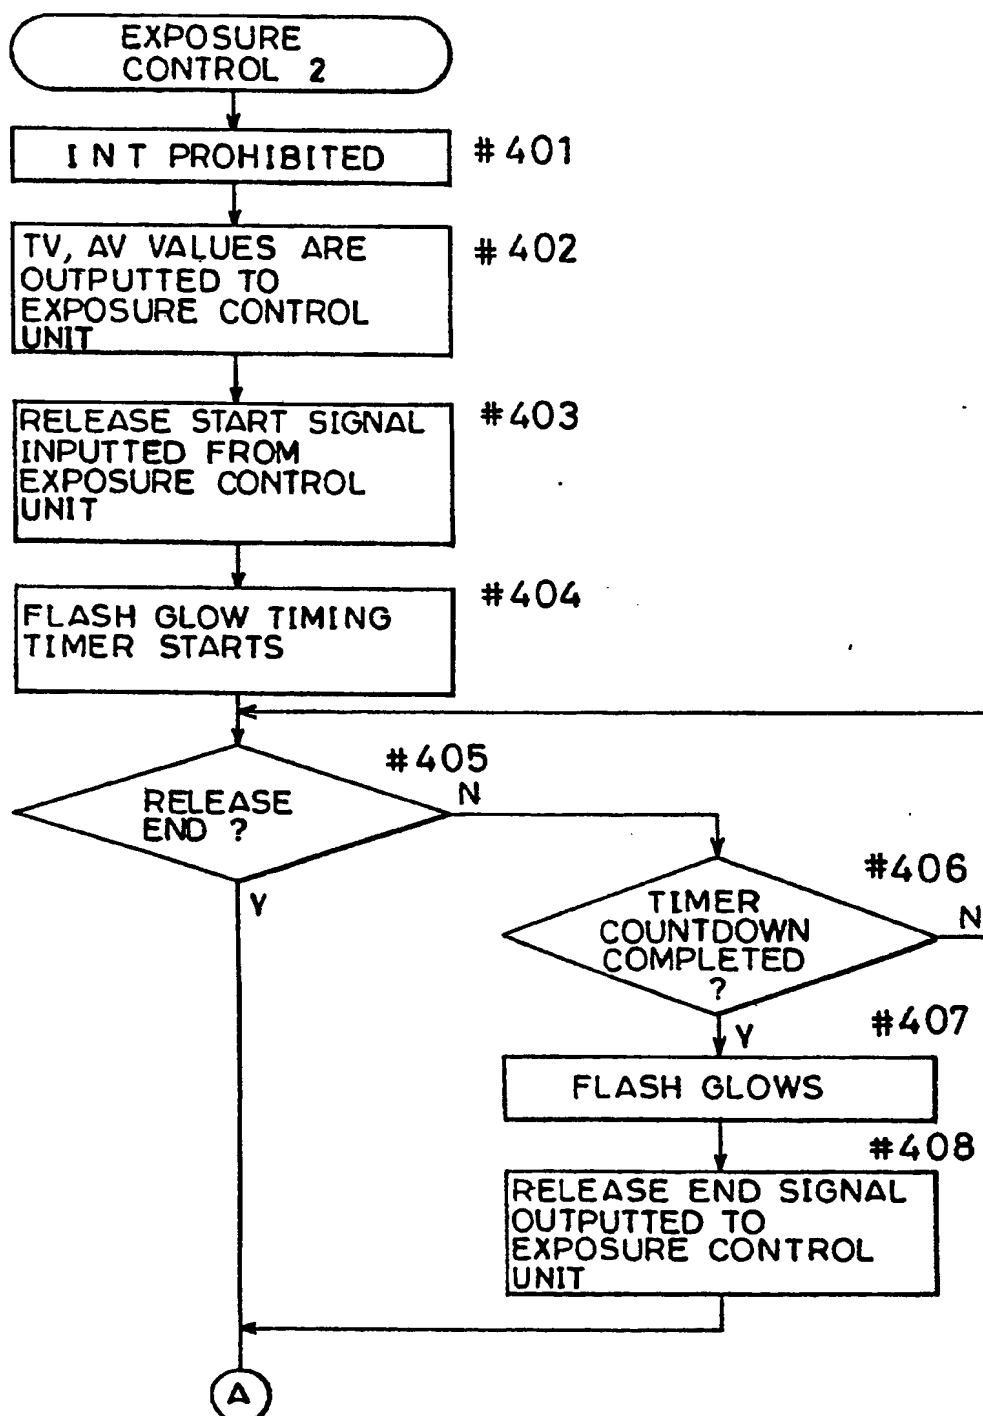 EXPOSURE
CONTROL 2
INT PROHIBITED
#401
TV, AV VALUES ARE
OUTPUTTED TO
EXPOSURE CONTROL
UNIT
#402
RELEASE START SIGNAL
INPUTTED FROM
EXPOSURE CONTROL
UNIT
#403
FLASH GLOW TIMING
TIMER STARTS
#404
#405
RELEASE
END ?
N
Y
#406
TIMER
COUNTDOWN
COMPLETED
?
N
Y
#407
FLASH GLOWS
#408
RELEASE END SIGNAL
OUTPUTTED TO
EXPOSURE CONTROL
UNIT
A